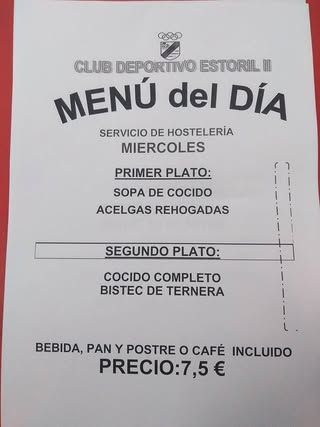 CLUB DEPORTIVO ESTORIL II
MENÚ del DÍA
SERVICIO DE HOSTELERÍA
MIERCOLES
PRIMER PLATO:
SOPA DE COCIDO
ACELGAS REHOGADAS
SEGUNDO PLATO:
COCIDO COMPLETO
BISTEC DE TERNERA
BEBIDA, PAN Y POSTRE O CAFÉ INCLUIDO
PRECIO:7,5 €